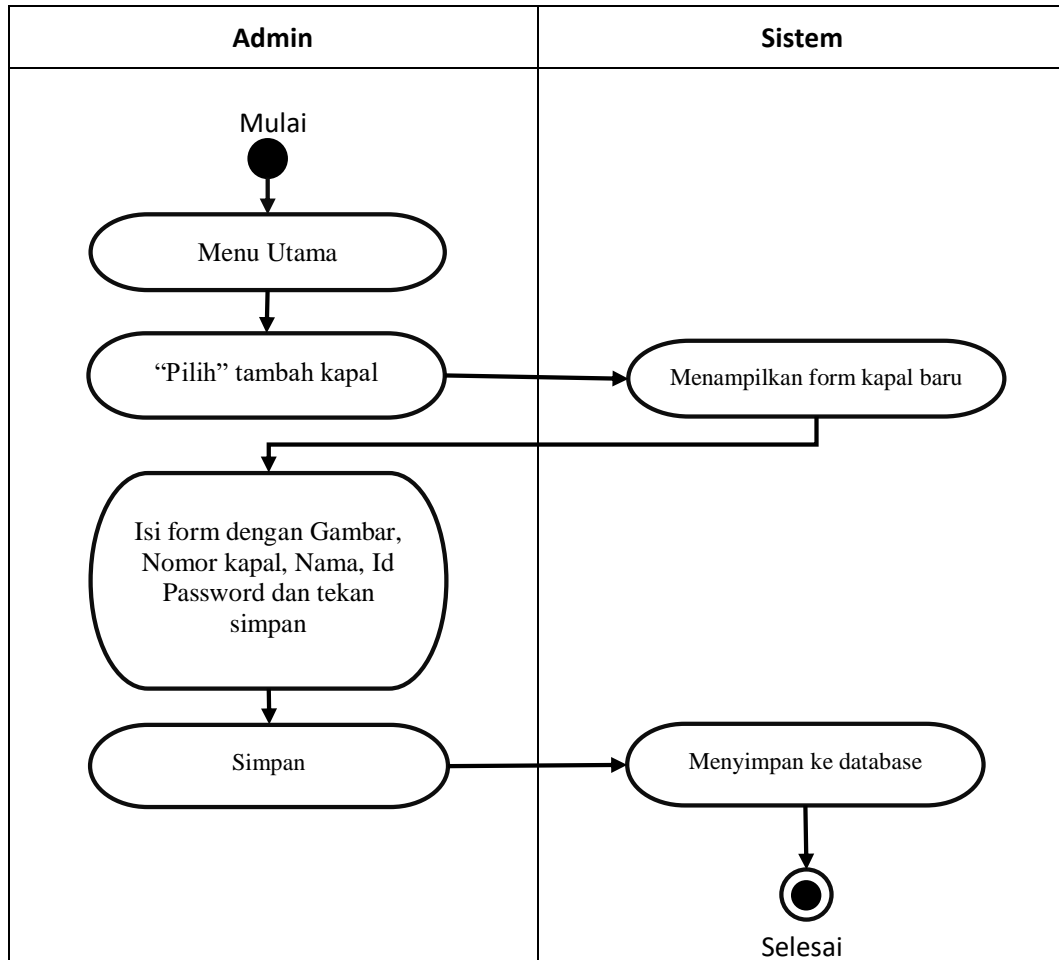 Admin
Sistem
Mulai
Menu Utama
“Pilih” tambah kapal
Menampilkan form kapal baru
Isi form dengan Gambar,
Nomor kapal, Nama, Id
Password dan tekan
simpan
Simpan
Menyimpan ke database
Selesai